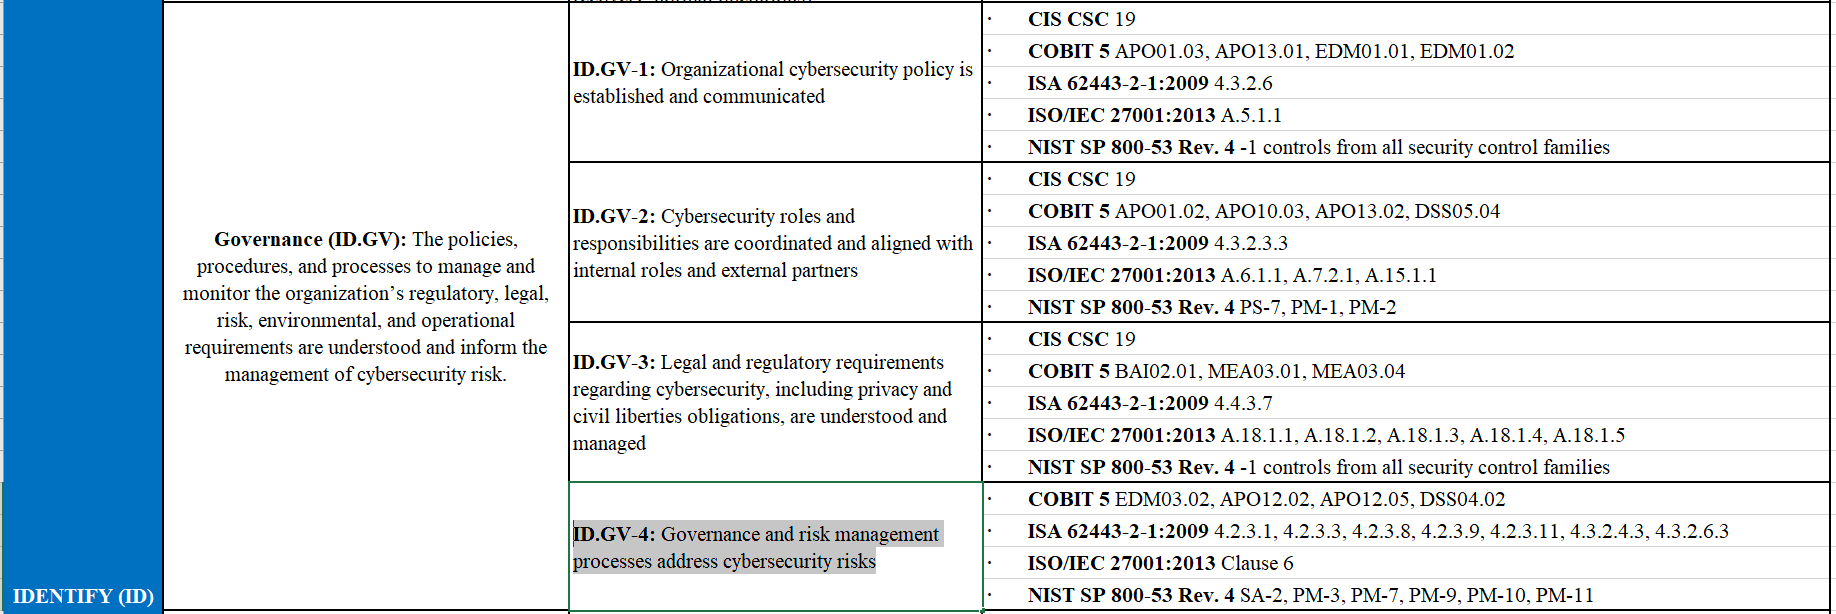 IDENTIFY (ID)
Governance (ID.GV): The policies,
procedures, and processes to manage and
monitor the organization’s regulatory, legal,
risk, environmental, and operational
requirements are understood and inform the
management of cybersecurity risk.
ID.GV-1: Organizational cybersecurity policy is
established and communicated
· CIS CSC 19
· COBIT 5 APO01.03, APO13.01, EDM01.01, EDM01.02
· ISA 62443-2-1:2009 4.3.2.6
· ISO/IEC 27001:2013 A.5.1.1
· NIST SP 800-53 Rev. 4 -1 controls from all security control families
ID.GV-2: Cybersecurity roles and
responsibilities are coordinated and aligned with
internal roles and external partners
· CIS CSC 19
· COBIT 5 APO01.02, APO10.03, APO13.02, DSS05.04
· ISA 62443-2-1:2009 4.3.2.3.3
· ISO/IEC 27001:2013 A.6.1.1, A.7.2.1, A.15.1.1
· NIST SP 800-53 Rev. 4 PS-7, PM-1, PM-2
ID.GV-3: Legal and regulatory requirements
regarding cybersecurity, including privacy and
civil liberties obligations, are understood and
managed
· CIS CSC 19
· COBIT 5 BAI02.01, MEA03.01, MEA03.04
· ISA 62443-2-1:2009 4.4.3.7
· ISO/IEC 27001:2013 A.18.1.1, A.18.1.2, A.18.1.3, A.18.1.4, A.18.1.5
· NIST SP 800-53 Rev. 4 -1 controls from all security control families
ID.GV-4: Governance and risk management
processes address cybersecurity risks
· COBIT 5 EDM03.02, APO12.02, APO12.05, DSS04.02
· ISA 62443-2-1:2009 4.2.3.1, 4.2.3.3, 4.2.3.8, 4.2.3.9, 4.2.3.11, 4.3.2.4.3, 4.3.2.6.3
· ISO/IEC 27001:2013 Clause 6
· NIST SP 800-53 Rev. 4 SA-2, PM-3, PM-7, PM-9, PM-10, PM-11